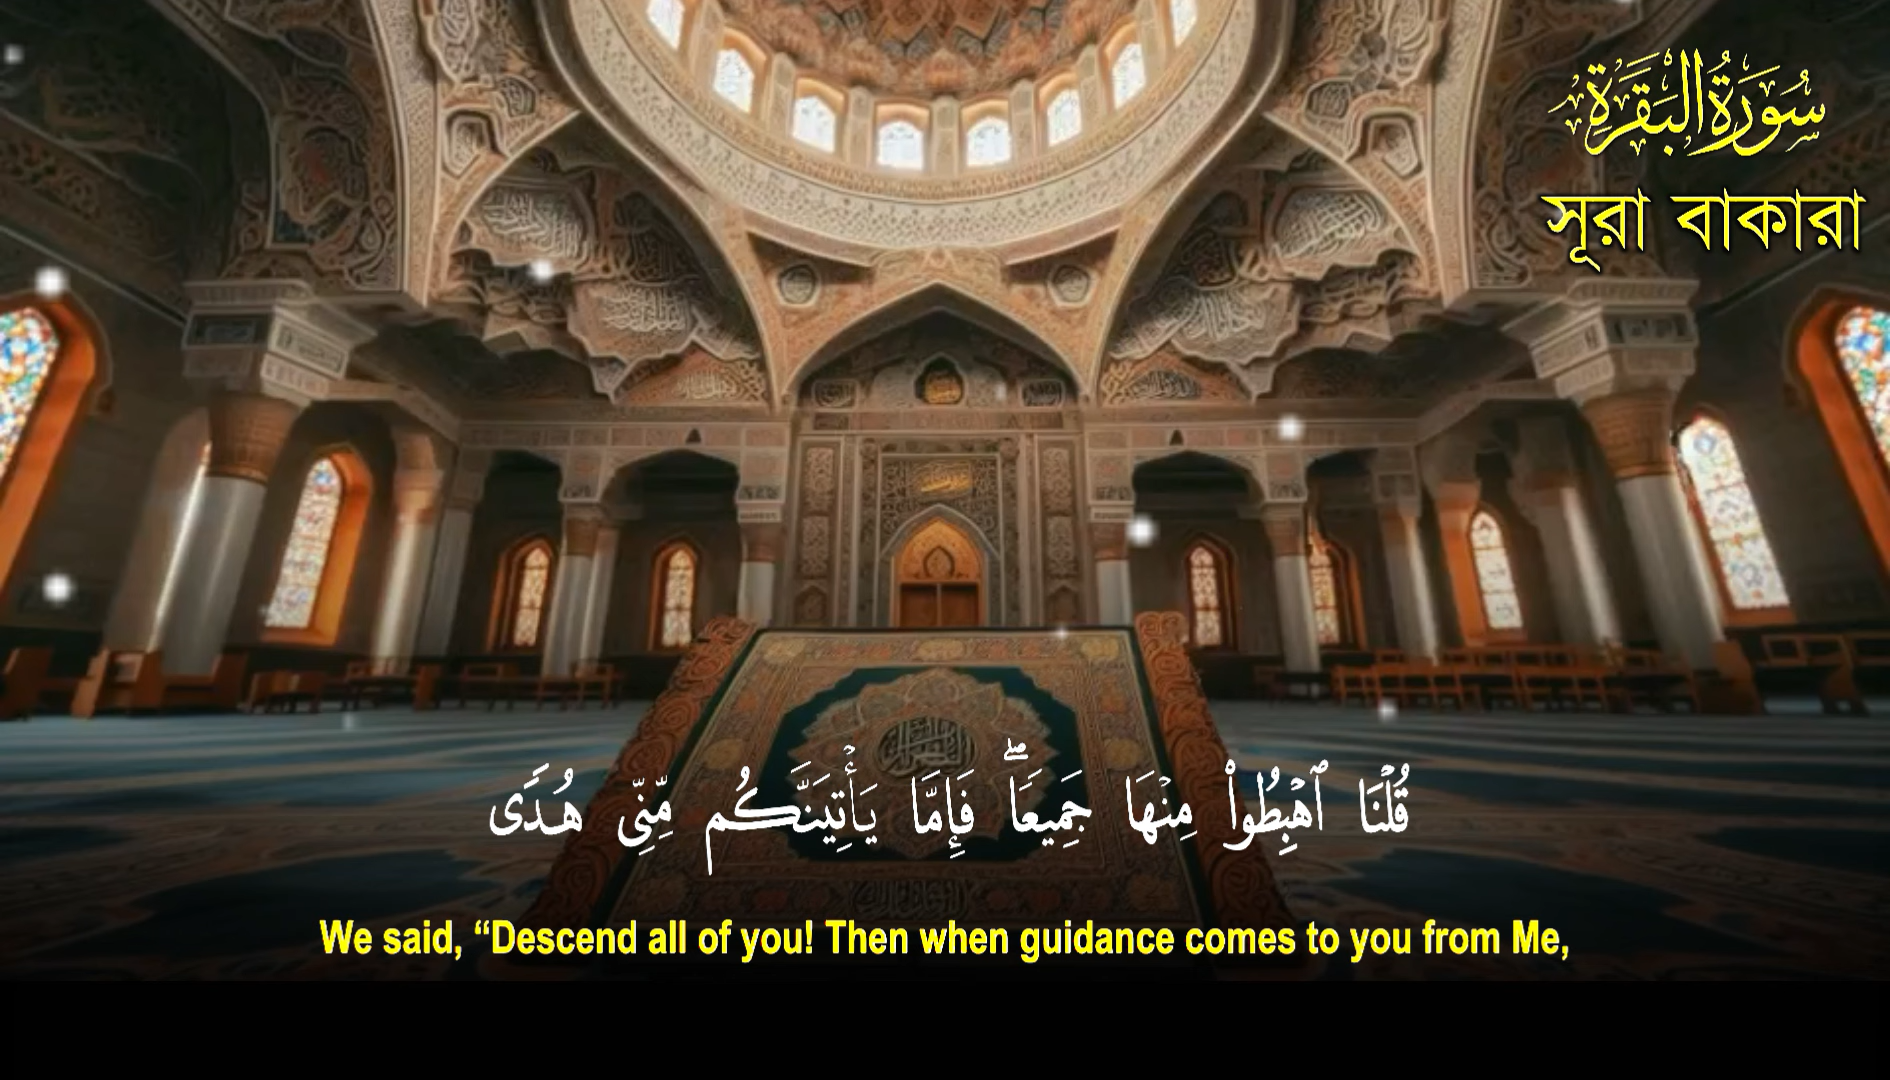 سُورَةُ البَقَرَةِ
সূরা বাকারা
قُلْنَا ٱهْبِطُوا۟ مِنْهَا جَمِيعًۭا ۖ فَإِمَّا يَأْتِيَنَّكُم مِّنِّى هُدًۭى
We said, “Descend all of you! Then when guidance comes to you from Me,